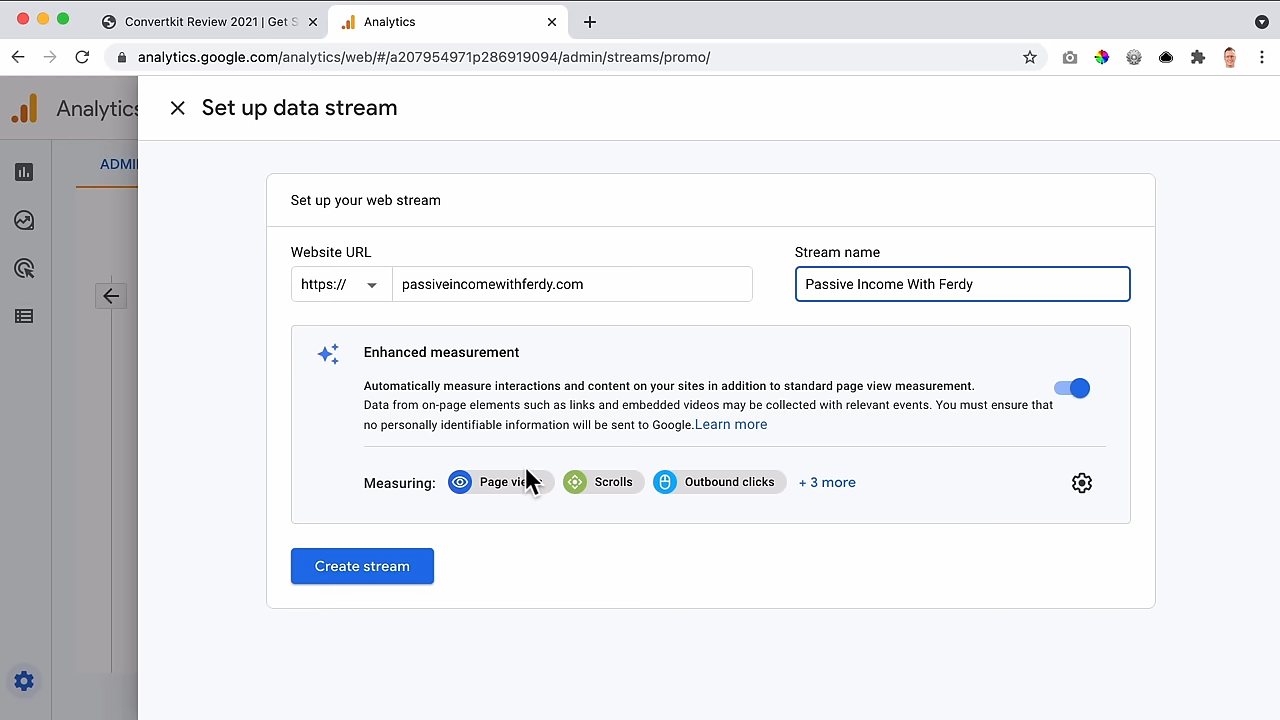 Convertkit Review 2021 | Get S
Analytics
analytics.google.com/analytics/web/#/a207954971p286919094/admin/streams/promo/
Analytics
Set up data stream
ADMI
Set up your web stream
Website URL
Stream name
https://
passiveincomewithferdy.com
Passive Income With Ferdy
Enhanced measurement
Automatically measure interactions and content on your sites in addition to standard page view measurement.
Data from on-page elements such as links and embedded videos may be collected with relevant events. You must ensure that
no personally identifiable information will be sent to Google.Learn more
Measuring:
Page
Scrolls
Outbound clicks
+ 3 more
Create stream